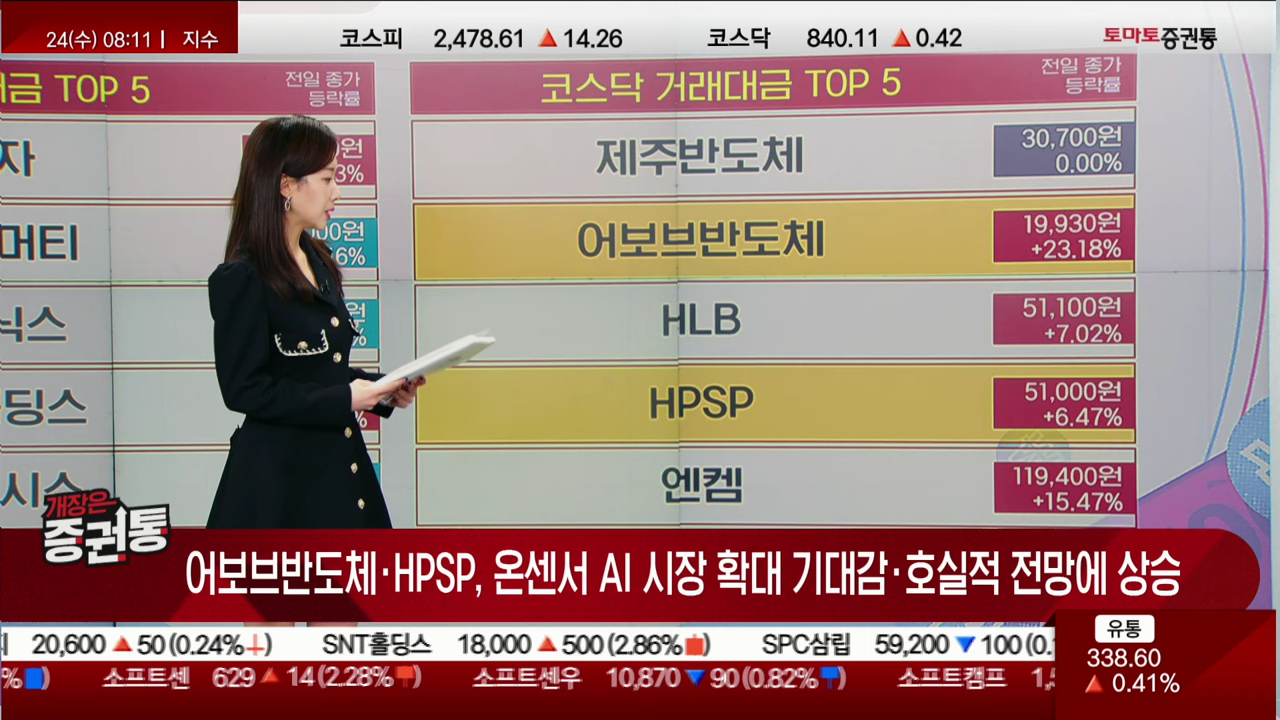 24(수) 08:11 | 지수
코스피 2,478.61 ▲ 14.26 코스닥 840.11 ▲ 0.42
토마토증권통
금 TOP 5
전일 종가
등락률
코스닥 거래대금 TOP 5
전일 종가
등락률
자
원
3%
제주반도체
30,700원
0.00%
머티
00원
6%
어보브반도체
19,930원
+23.18%
닉스
원
%
HLB
51,100원
+7.02%
딩스
%
HPSP
51,000원
+6.47%
시스
엔켐
119,400원
+15.47%
개장은
증권통
어보브반도체·HPSP, 온센서 AI 시장 확대 기대감·호실적 전망에 상승
20,600 ▲ 50(0.24%) SNT홀딩스 18,000 ▲ 500(2.86%) SPC삼립 59,200 ▼ 100(0.
%) 소프트센 629 ▲ 14(2.28%) 소프트센우 10,870 ▼ 90(0.82%) 소프트캠프 1,5
유통
338.60
▲ 0.41%